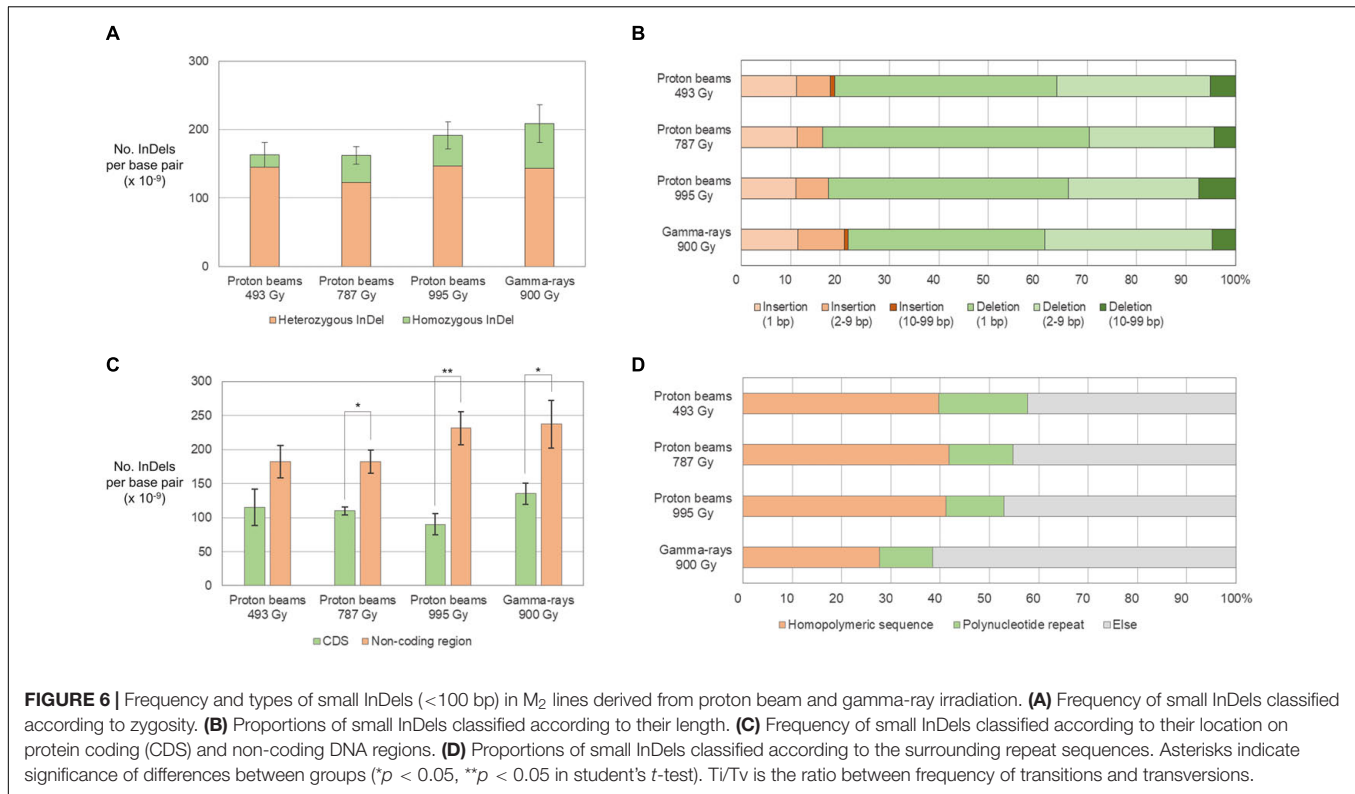 A
300
200
100
0
No. InDels
per base pair
(x 10-9)
Proton beams
493 Gy
Proton beams
787 Gy
Proton beams
995 Gy
Gamma-rays
900 Gy
Heterozygous InDel
Homozygous InDel
B
Proton beams
493 Gy
Proton beams
787 Gy
Proton beams
995 Gy
Gamma-rays
900 Gy
0 10 20 30 40 50 60 70 80 90 100%
Insertion (1 bp)
Insertion (2-9 bp)
Insertion (10-99 bp)
Deletion (1 bp)
Deletion (2-9 bp)
Deletion (10-99 bp)
C
300
250
200
150
100
50
0
No. InDels
per base pair
(x 10-9)
*
**
*
Proton beams
493 Gy
Proton beams
787 Gy
Proton beams
995 Gy
Gamma-rays
900 Gy
CDS
Non-coding region
D
Proton beams
493 Gy
Proton beams
787 Gy
Proton beams
995 Gy
Gamma-rays
900 Gy
0 10 20 30 40 50 60 70 80 90 100%
Homopolymeric sequence
Polynucleotide repeat
Else
FIGURE 6 | Frequency and types of small InDels (<100 bp) in M2 lines derived from proton beam and gamma-ray irradiation. (A) Frequency of small InDels classified
according to zygosity. (B) Proportions of small InDels classified according to their length. (C) Frequency of small InDels classified according to their location on
protein coding (CDS) and non-coding DNA regions. (D) Proportions of small InDels classified according to the surrounding repeat sequences. Asterisks indicate
significance of differences between groups (*p < 0.05, **p < 0.05 in student's t-test). Ti/Tv is the ratio between frequency of transitions and transversions.